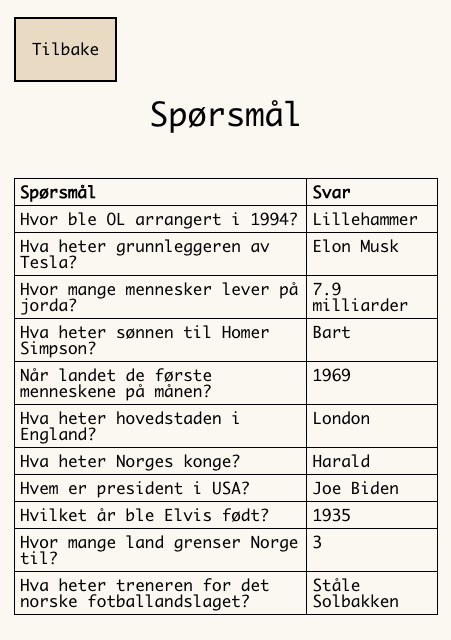 Tilbake
Spørsmål
Spørsmål Svar
Hvor ble OL arrangert i 1994? Lillehammer
Hva heter grunnleggeren av Elon Musk
Tesla?
Hvor mange mennesker lever på 7.9
jorda? milliarder
Hva heter sønnen til Homer Bart
Simpson?
Når landet de første 1969
menneskene på månen?
Hva heter hovedstaden i London
England?
Hva heter Norges konge? Harald
Hvem er president i USA? Joe Biden
Hvilket år ble Elvis født? 1935
Hvor mange land grenser Norge 3
til?
Hva heter treneren for det Ståle
norske fotballandslaget? Solbakken